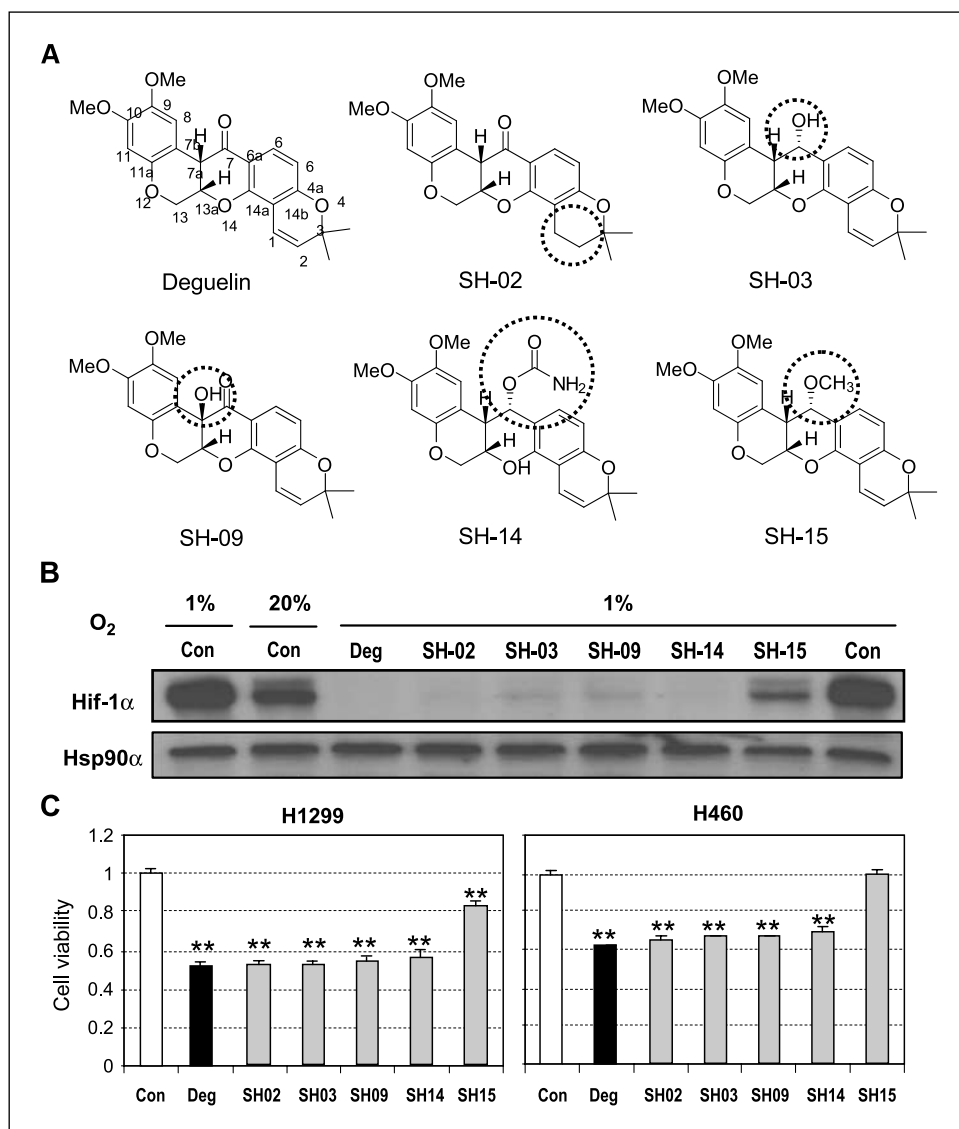 A
MeO
OMe
MeO
10
9
8
11
11a
O
12
13
H
7b
7a
H
13a
O
14
O
7
6a
6
6
4a
O
4
14a
14b
1
2
3
Deguelin
OMe
MeO
H
O
H
O
O
O
SH-02
OMe
MeO
H
OH
H
O
O
O
SH-03
OMe
MeO
OH
O
H
O
O
O
SH-09
OMe
MeO
O
O
NH2
H
H
O
OH
O
SH-14
OMe
MeO
OCH3
H
H
O
O
O
SH-15
B
O2
1% 20% 1%
Con Con Deg SH-02 SH-03 SH-09 SH-14 SH-15 Con
Hif-1α
Hsp90α
C
H1299
Cell viability
1.2
1
0.8
0.6
0.4
0.2
0
** ** ** ** ** **
Con Deg SH02 SH03 SH09 SH14 SH15
H460
** ** ** ** **
Con Deg SH02 SH03 SH09 SH14 SH15